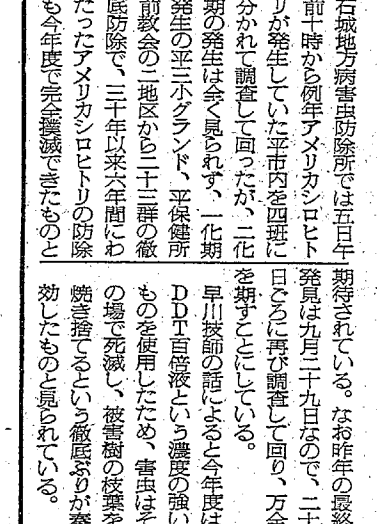 石城地方病害虫防除所では五日午
前十時から例年アメリカシロヒト
リが発生していた平市内を四班に
分かれて調査して回ったが、二化
期の発生は全く見られず、一化期
発生の平三小グランド、平保健所
前教会の二地区から二十三群の徹
底防除で、三十年以来六年間にわ
たったアメリカシロヒトリの防除
も今年度で完全撲滅できたものと
期待されている。なお昨年の最終
発見は九月二十九日なので、二十
日ごろに再び調査して回り、万全
を期すことにしている。
早川技師の話によると今年度は
DDT百倍液という濃度の強い
ものを使用したため、害虫はそ
の場で死滅し、被害樹の枝葉を
焼き捨てるという徹底ぶりが奏
効したものと見られている。